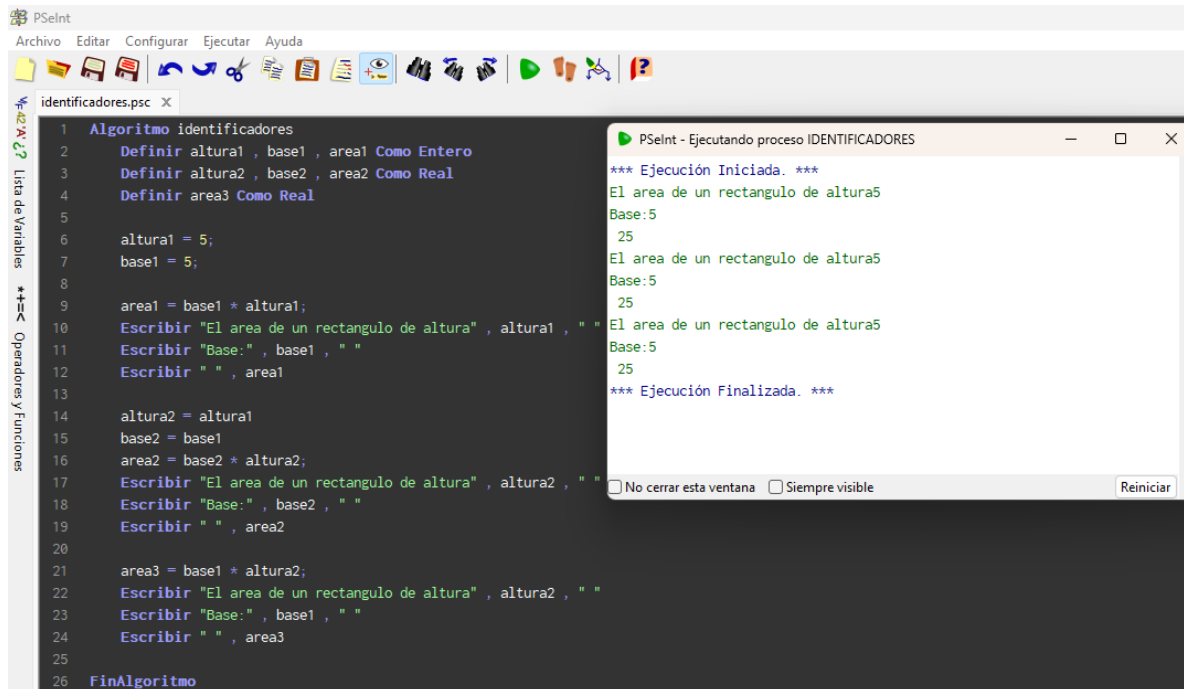 PSeInt
Archivo Editar Configurar Ejecutar Ayuda
identificadores.psc X
Lista de Variables
Operadores y Funciones
1 Algoritmo identificadores
2 Definir altura1 , base1 , area1 Como Entero
3 Definir altura2 , base2 , area2 Como Real
4 Definir area3 Como Real
5
6 altura1 = 5;
7 base1 = 5;
8
9 area1 = base1 * altura1;
10 Escribir "El area de un rectangulo de altura" , altura1 , " "
11 Escribir "Base:" , base1 , " "
12 Escribir " " , area1
13
14 altura2 = altura1
15 base2 = base1
16 area2 = base2 * altura2;
17 Escribir "El area de un rectangulo de altura" , altura2 , " "
18 Escribir "Base:" , base2 , " "
19 Escribir " " , area2
20
21 area3 = base1 * altura2;
22 Escribir "El area de un rectangulo de altura" , altura2 , " "
23 Escribir "Base:" , base1 , " "
24 Escribir " " , area3
25
26 FinAlgoritmo
PSeInt - Ejecutando proceso IDENTIFICADORES
*** Ejecución Iniciada. ***
El area de un rectangulo de altura5
Base:5
25
El area de un rectangulo de altura5
Base:5
25
El area de un rectangulo de altura5
Base:5
25
*** Ejecución Finalizada. ***
No cerrar esta ventana Siempre visible Reiniciar